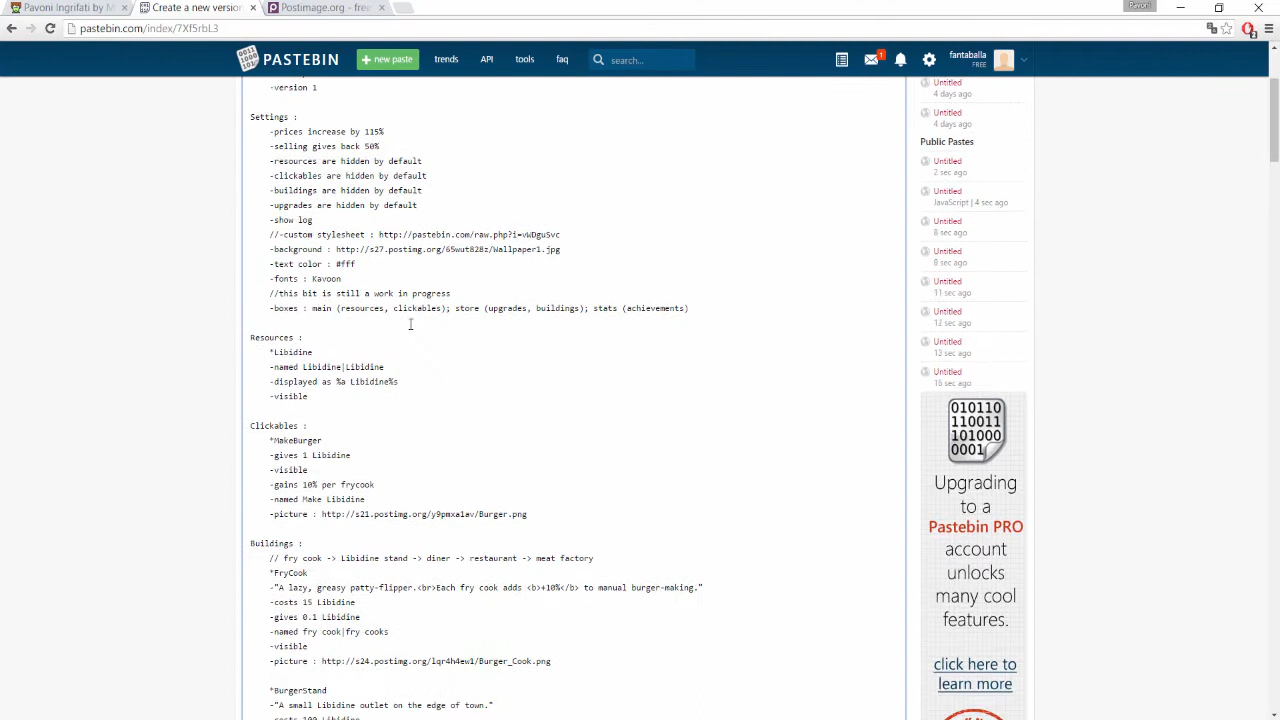 Pavoni Ingrifati by M
Create a new version
Postimage.org - free
Pavoni
pastebin.com/index/7Xf5rbL3
PASTEBIN
+ new paste
trends
API
tools
faq
search...
1
fantaballa
FREE
-version 1
Settings :
-prices increase by 115%
-selling gives back 50%
-resources are hidden by default
-clickables are hidden by default
-buildings are hidden by default
-upgrades are hidden by default
-show log
//-custom stylesheet : http://pastebin.com/raw.php?i=vWDguSvc
-background : http://s27.postimg.org/65wut828z/Wallpaper1.jpg
-text color : #fff
-fonts : Kavoon
//this bit is still a work in progress
-boxes : main (resources, clickables); store (upgrades, buildings); stats (achievements)
Resources :
*Libidine
-named Libidine|Libidine
-displayed as %a Libidine%s
-visible
Clickables :
*MakeBurger
-gives 1 Libidine
-visible
-gains 10% per frycook
-named Make Libidine
-picture : http://s21.postimg.org/y9pmxa1av/Burger.png
Buildings :
// fry cook -> Libidine stand -> diner -> restaurant -> meat factory
*FryCook
-"A lazy, greasy patty-flipper.<br>Each fry cook adds <b>+10%</b> to manual burger-making."
-costs 15 Libidine
-gives 0.1 Libidine
-named fry cook|fry cooks
-visible
-picture : http://s24.postimg.org/lqr4h4ew1/Burger_Cook.png
*BurgerStand
-"A small Libidine outlet on the edge of town."
-costs 100 Libidine
Untitled
4 days ago
Untitled
4 days ago
Public Pastes
Untitled
2 sec ago
Untitled
JavaScript | 4 sec ago
Untitled
8 sec ago
Untitled
8 sec ago
Untitled
11 sec ago
Untitled
12 sec ago
Untitled
13 sec ago
Untitled
16 sec ago
010110
110011
101000
0001
Upgrading
to a
Pastebin PRO
account
unlocks
many cool
features.
click here to
learn more